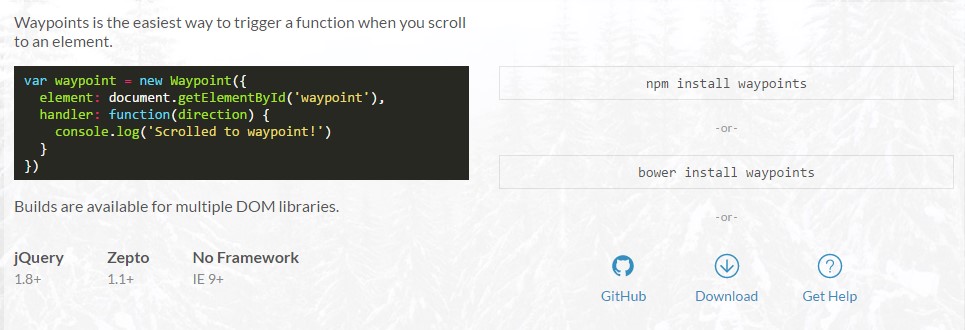 Waypoints is the easiest way to trigger a function when you scroll
to an element.
var waypoint = new Waypoint({
  element: document.getElementById('waypoint'),
  handler: function(direction) {
    console.log('Scrolled to waypoint!')
  }
})
Builds are available for multiple DOM libraries.
jQuery
1.8+
Zepto
1.1+
No Framework
IE 9+
npm install waypoints
-or-
bower install waypoints
-or-
GitHub
Download
Get Help